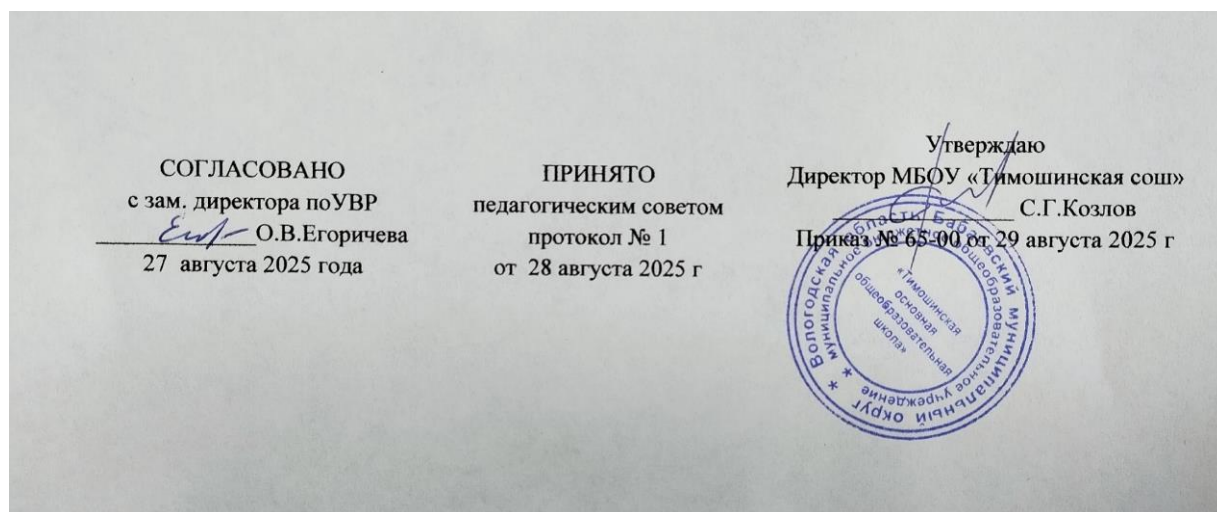 СОГЛАСОВАНО
с зам. директора поУВР
О.В.Егоричева
27 августа 2025 года
ПРИНЯТО
педагогическим советом
протокол № 1
от 28 августа 2025 г
Утверждаю
Директор МБОУ «Тимошинская сош»
С.Г.Козлов
Приказ № 65-00 от 29 августа 2025 г
* Вологодская область Бабаевский муниципальный округ
* муниципальное бюджетное общеобразовательное учреждение
«Тимошинская
основная
общеобразовательная
школа»